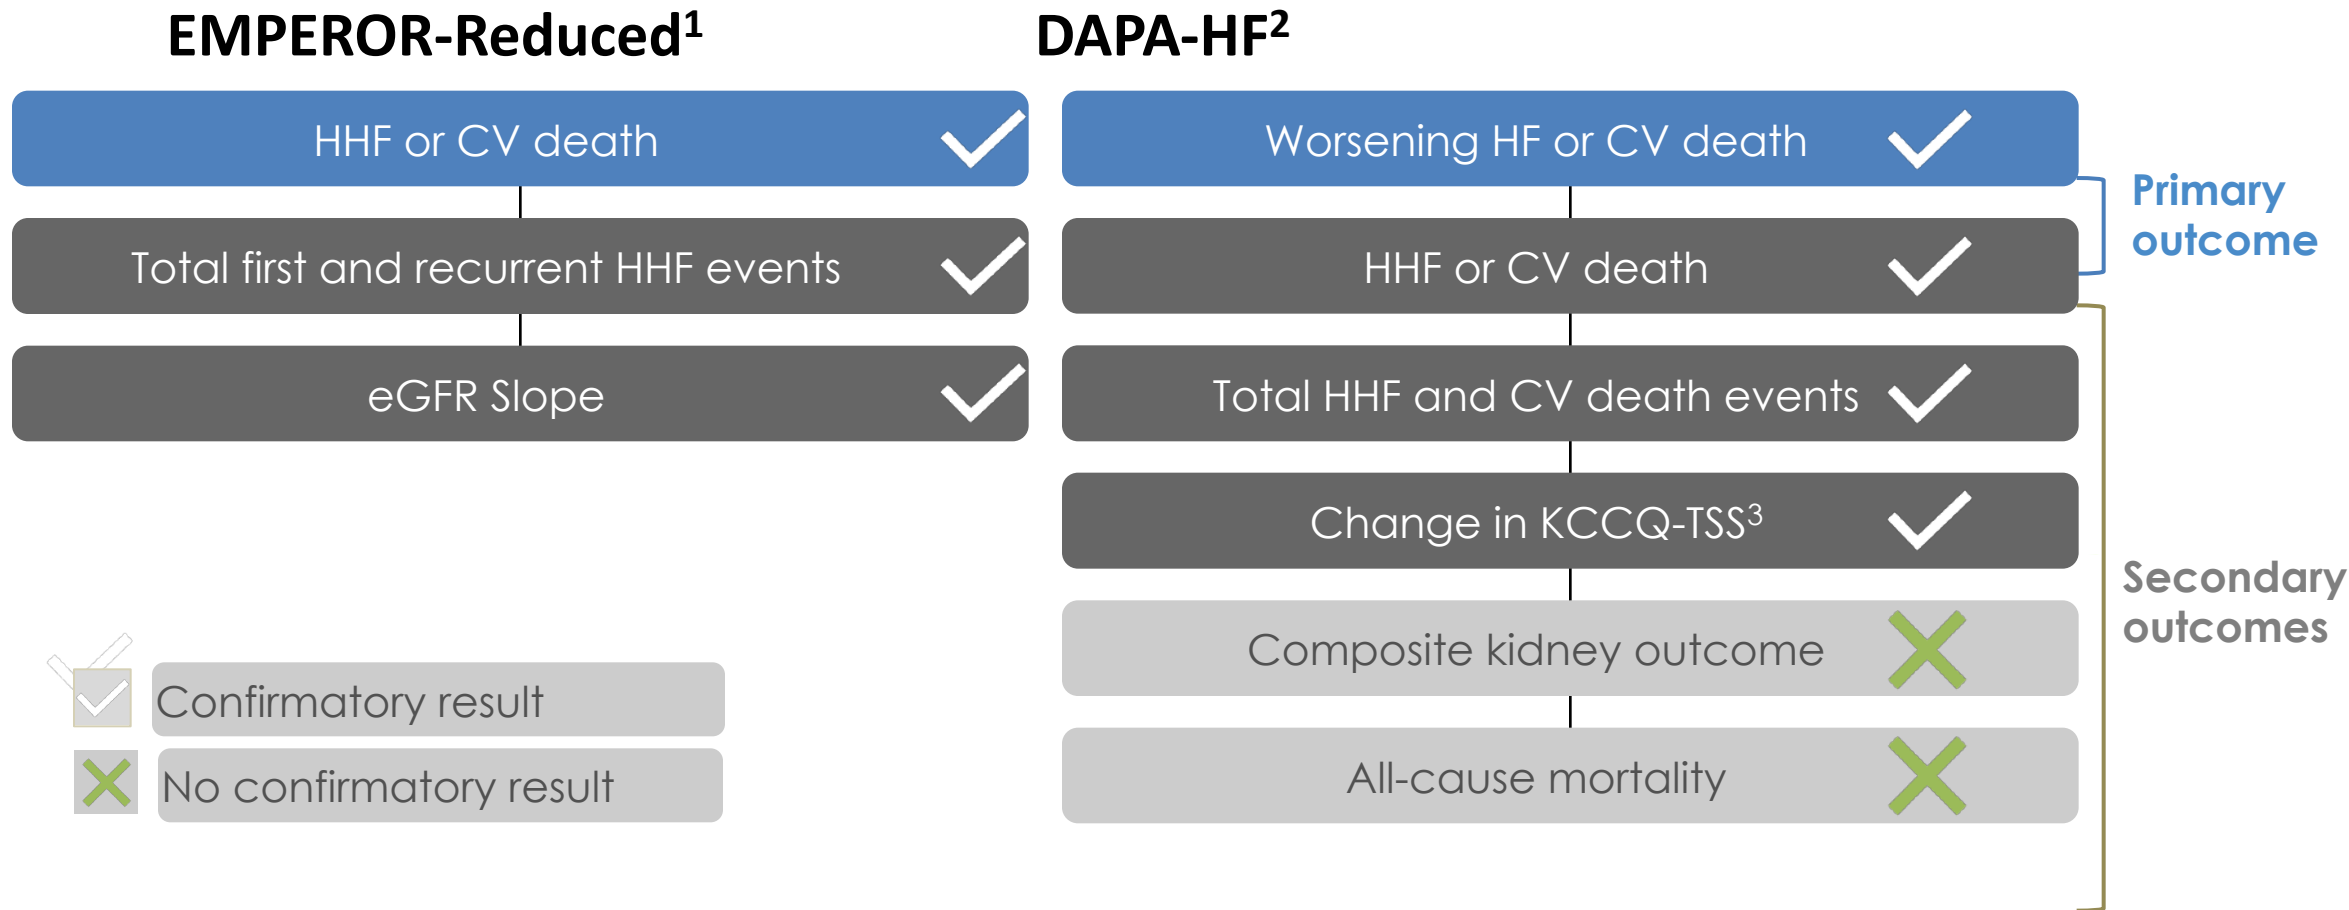 EMPEROR-Reduced¹
HHF or CV death
Total first and recurrent HHF events
eGFR Slope
DAPA-HF²
Worsening HF or CV death
HHF or CV death
Total HHF and CV death events
Change in KCCQ-TSS³
Composite kidney outcome
All-cause mortality
Primary
outcome
Secondary
outcomes
Confirmatory result
No confirmatory result